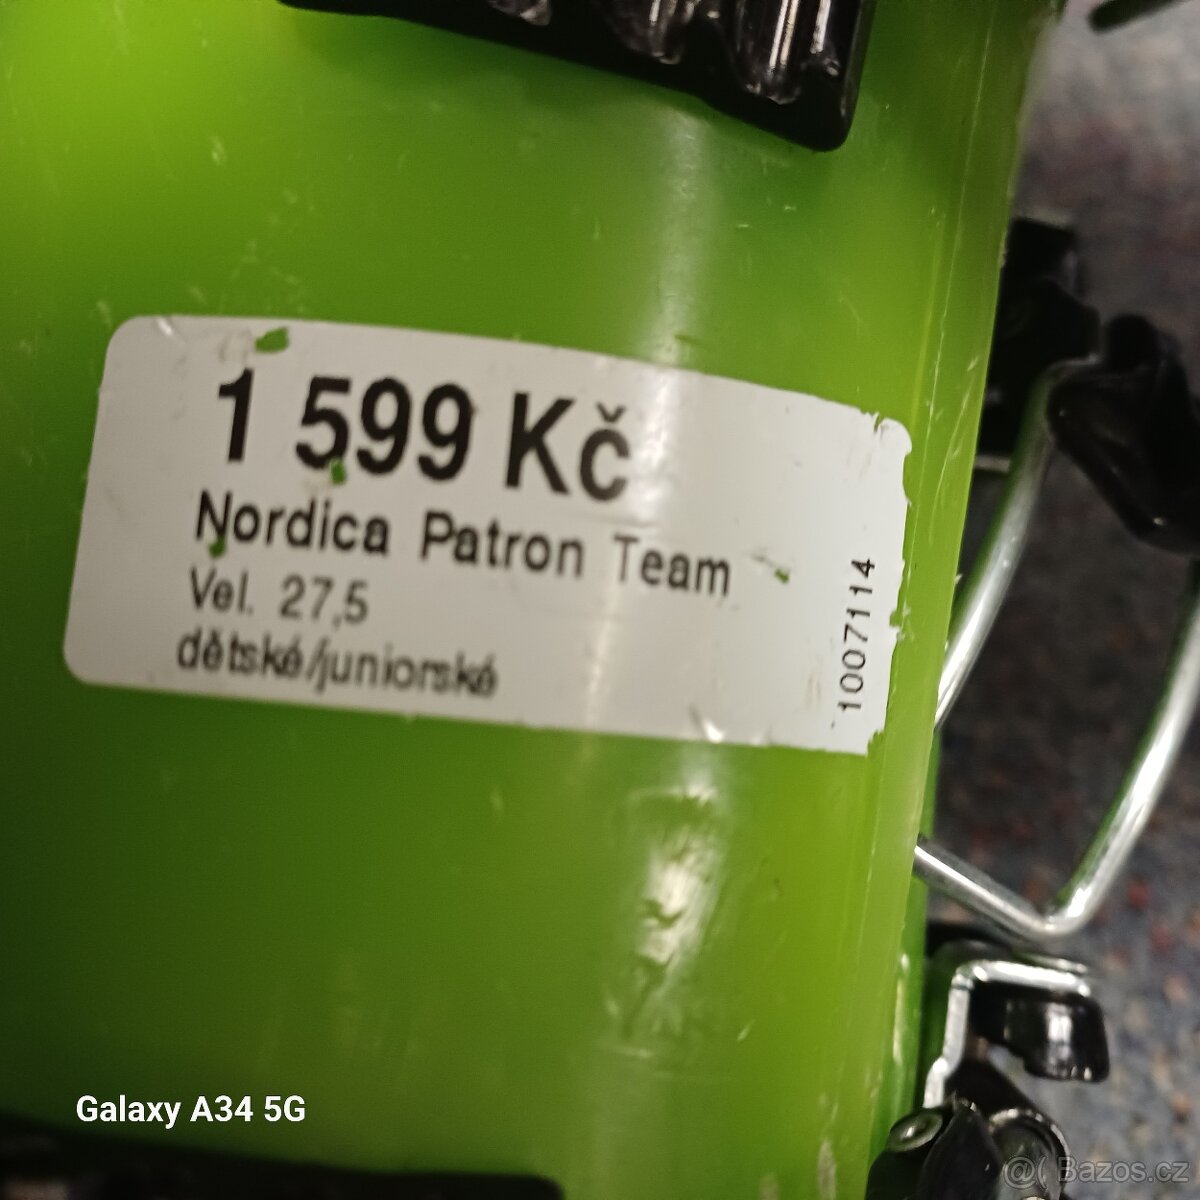 1 599 Kč
Nordica Patron Team
Vel. 27,5
dětské/juniorské
1007114
Galaxy A34 5G
@( Bazos.cz